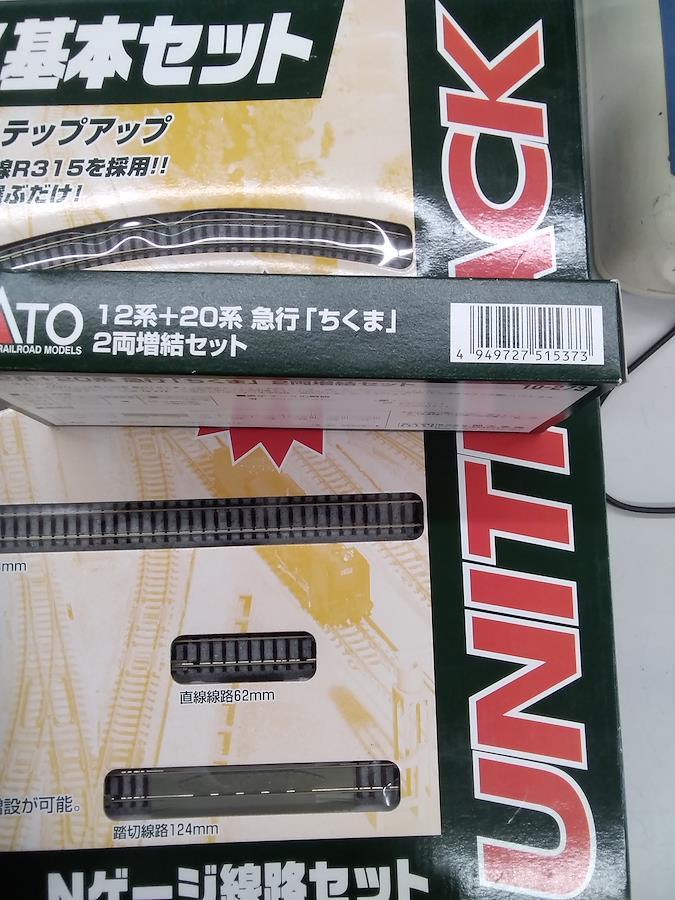 基本セット
テップアップ
線R315を採用!!
ぶだけ!
UNITRACK
ATO
RAILROAD MODELS
12系+20系 急行「ちくま」
2両増結セット
4 949727 515373
mm
直線線路62mm
増設が可能。
踏切線路124mm
Nゲージ線路セット